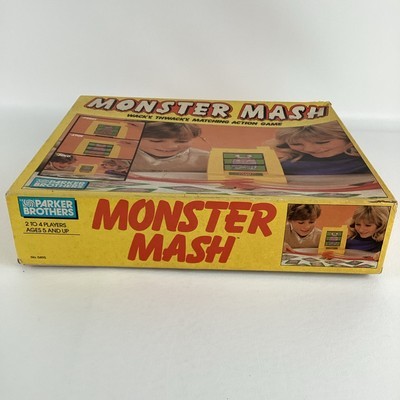 MONSTER MASH
WACK'Y, THWACK'Y MATCHING ACTION GAME
PARKER
BROTHERS
PARKER
BROTHERS
2 TO 4 PLAYERS
AGES 5 AND UP
MONSTER
MASH